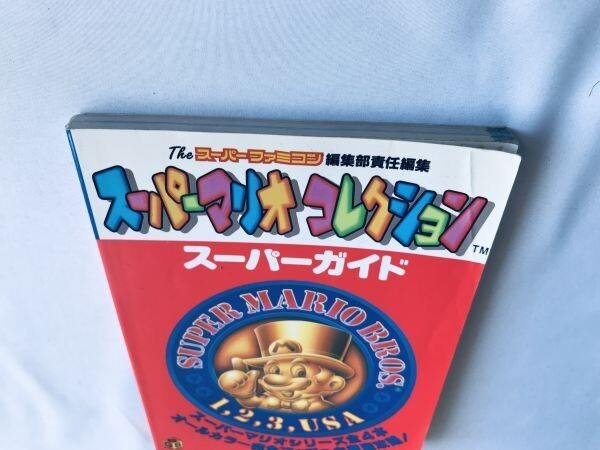 The スーパーファミコン 編集部責任編集
スーパーマリオ コレクション TM
スーパーガイド
SUPER MARIO BROS.
1, 2, 3, USA
スーパーマリオシリーズ全4本
オールカラー